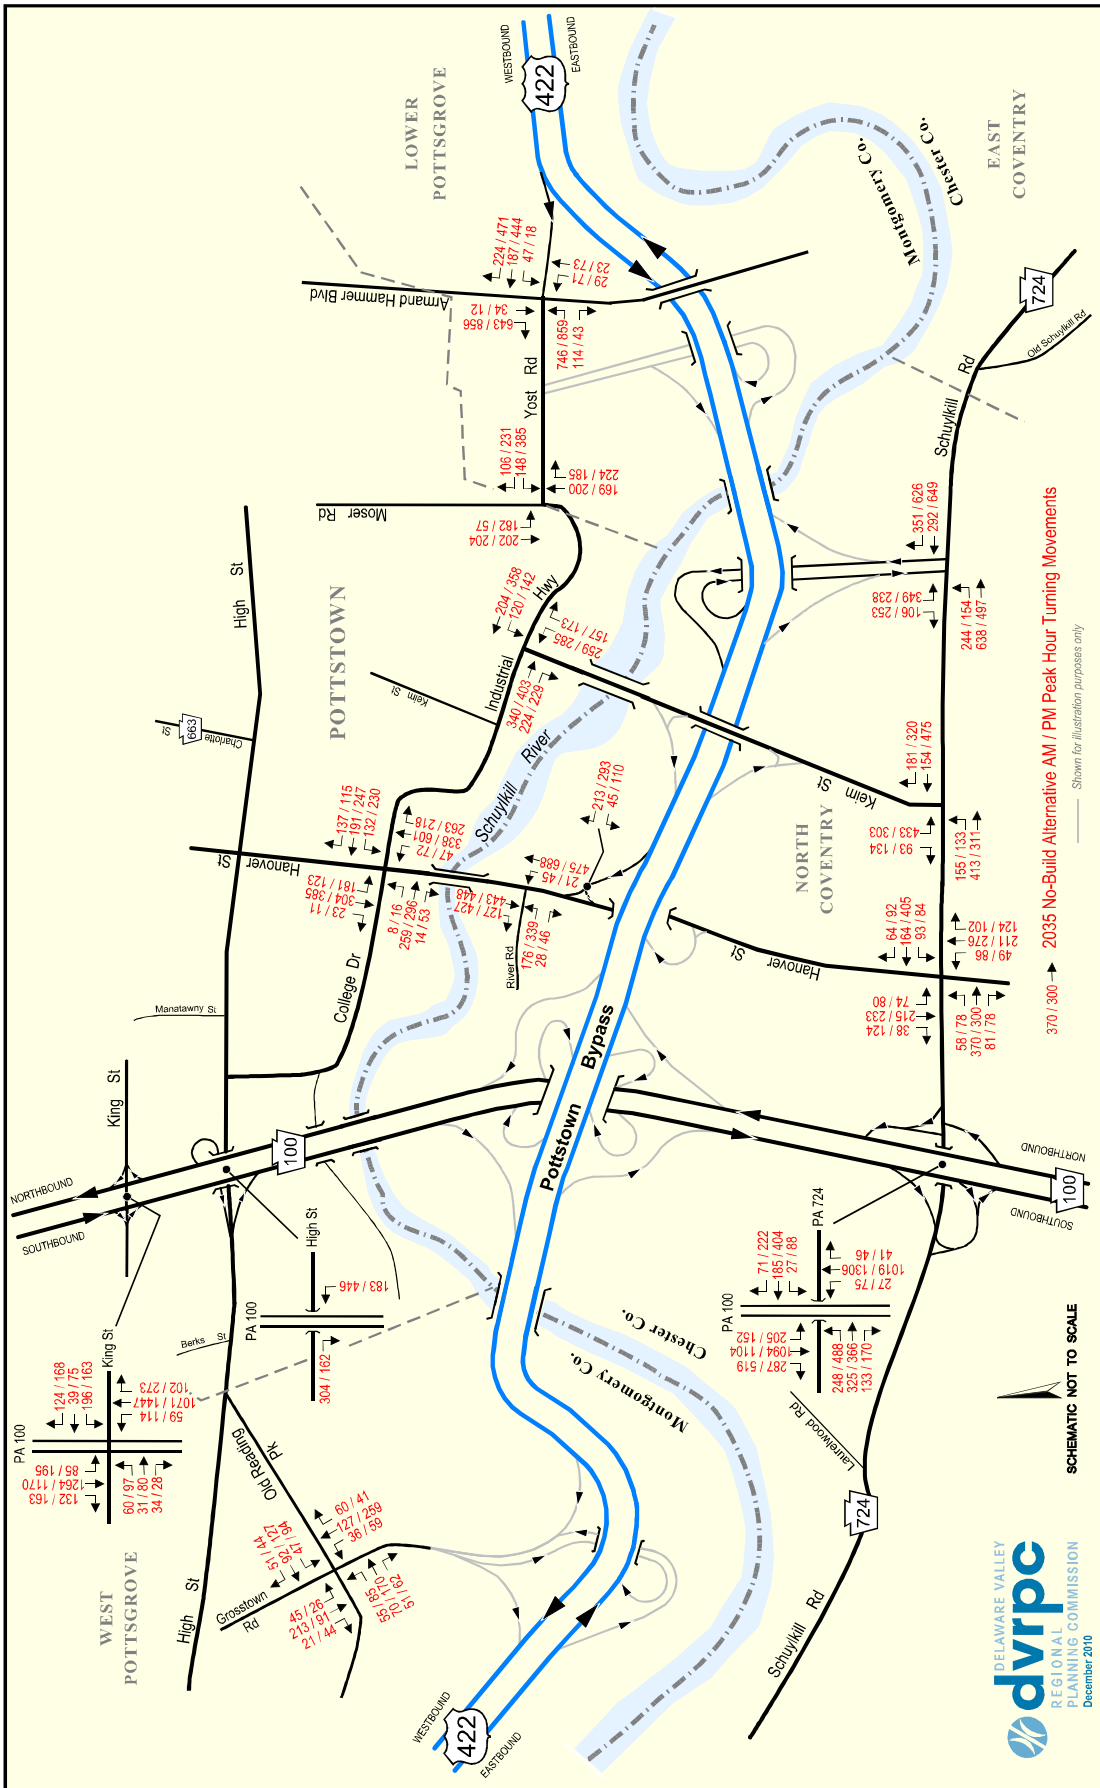 WEST
POTTSGROVE
LOWER
POTTSGROVE
POTTSTOWN
NORTH
COVENTRY
EAST
COVENTRY
PA 100
King St
124 / 168
39 / 75
196 / 163
102 / 273
1071 / 1447
59 / 114
85 / 195
1264 / 1170
132 / 163
60 / 97
31 / 80
34 / 28
SOUTHBOUND
NORTHBOUND
King St
100
Manatawny St
High St
High St
Berks St
PA 100
High St
183 / 446
304 / 162
Old Reading Pk
Grosstown Rd
51 / 44
92 / 127
47 / 94
60 / 41
127 / 259
36 / 59
45 / 26
213 / 91
21 / 44
55 / 85
70 / 170
51 / 62
Charlotte St
663
Hanover St
137 / 115
191 / 247
132 / 230
263 / 218
338 / 601
47 / 72
181 / 123
304 / 385
23 / 11
8 / 16
259 / 296
14 / 53
College Dr
Keim St
Industrial Hwy
204 / 358
120 / 142
157 / 173
259 / 285
340 / 403
224 / 229
Moser Rd
106 / 231
148 / 385
224 / 185
169 / 200
182 / 57
202 / 204
Yost Rd
Armand Hammer Blvd
224 / 471
187 / 444
47 / 18
23 / 73
29 / 71
34 / 12
643 / 856
746 / 859
114 / 43
WESTBOUND
422
EASTBOUND
Schuylkill River
River Rd
475 / 688
21 / 45
213 / 293
45 / 110
443 / 448
127 / 427
176 / 339
28 / 46
Pottstown Bypass
Montgomery Co.
Chester Co.
Chester Co.
Montgomery Co.
WESTBOUND
422
EASTBOUND
Hanover St
64 / 92
164 / 405
93 / 84
124 / 102
211 / 276
49 / 86
74 / 80
215 / 233
38 / 124
58 / 78
370 / 300
81 / 78
Keim St
181 / 320
154 / 475
433 / 303
93 / 134
155 / 133
413 / 311
351 / 626
292 / 649
349 / 238
106 / 253
244 / 154
638 / 497
Schuylkill Rd
724
Old Schuylkill Rd
PA 100
PA 724
71 / 222
185 / 404
27 / 88
41 / 46
1019 / 1306
27 / 75
205 / 152
1094 / 1104
287 / 519
248 / 488
325 / 366
133 / 170
Laurelwood Rd
724
Schuylkill Rd
SOUTHBOUND
100
NORTHBOUND
370 / 300 2035 No-Build Alternative AM / PM Peak Hour Turning Movements
Shown for illustration purposes only
SCHEMATIC NOT TO SCALE
DELAWARE VALLEY
dvrpc
REGIONAL
PLANNING COMMISSION
December 2010